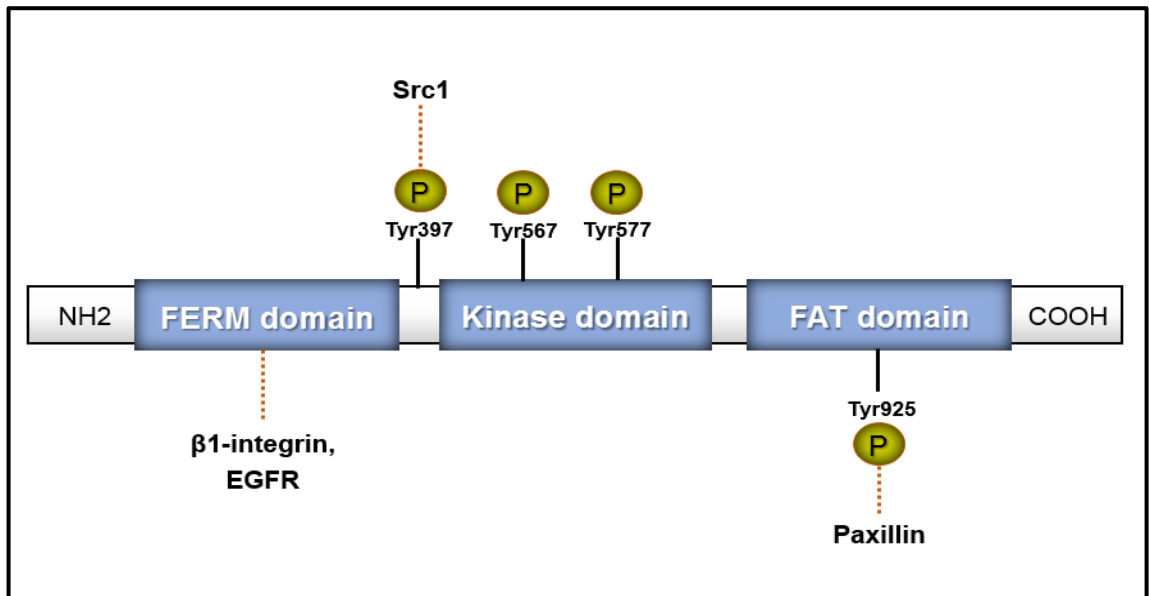 Src1
P P P
Tyr397 Tyr567 Tyr577
NH2 FERM domain Kinase domain FAT domain COOH
Tyr925
β1-integrin,
P
EGFR
Paxillin